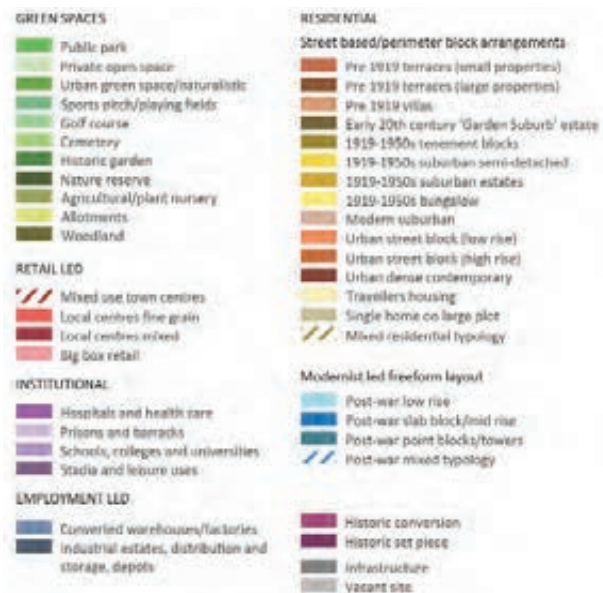 GREEN SPACES
Public park
Private open space
Urban green space/naturalistic
Sports pitch/playing fields
Golf course
Cemetery
Historic garden
Nature reserve
Agricultural/plant nursery
Allotments
Woodland
RETAIL LED
Mixed use town centres
Local centres fine grain
Local centres mixed
Big box retail
INSTITUTIONAL
Hospitals and health care
Prisons and barracks
Schools, colleges and universities
Stadia and leisure uses
EMPLOYMENT LED
Converted warehouses/factories
Industrial estates, distribution and
storage, depots
RESIDENTIAL
Street based/perimeter block arrangements
Pre 1919 terraces (small properties)
Pre 1919 terraces (large properties)
Pre 1919 villas
Early 20th century 'Garden Suburb' estate
1919-1950s tenement blocks
1919-1950s suburban semi-detached
1919-1950s suburban estates
1919-1950s bungalow
Modern suburban
Urban street block (low rise)
Urban street block (high rise)
Urban dense contemporary
Travellers housing
Single home on large plot
Mixed residential typology
Modernist led freeform layout
Post-war low rise
Post-war slab block/mid rise
Post-war point blocks/towers
Post-war mixed typology
Historic conversion
Historic set piece
Infrastructure
Vacant site